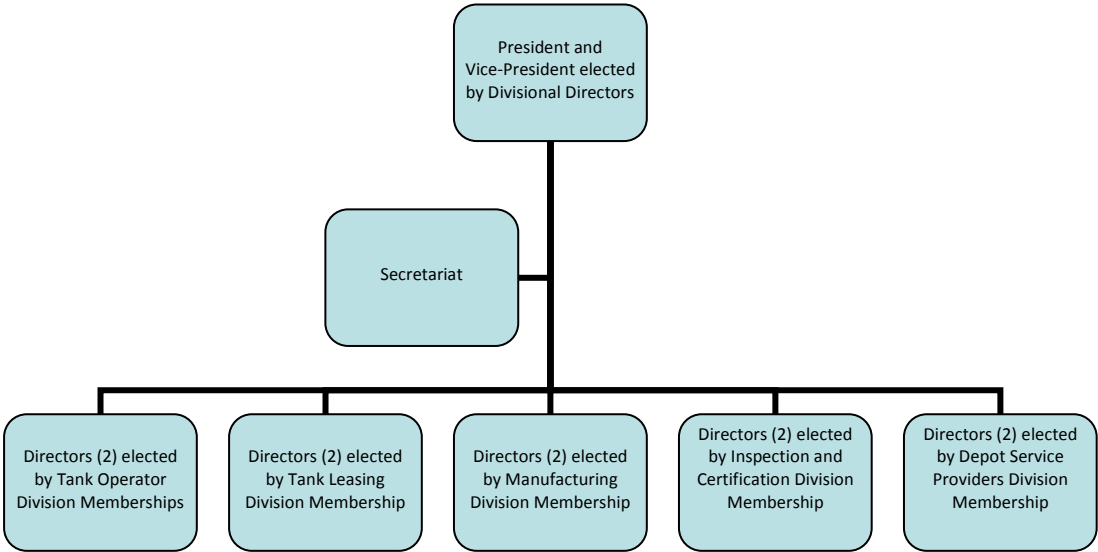 President and
Vice-President elected
by Divisional Directors
Secretariat
Directors (2) elected
by Tank Operator
Division Memberships
Directors (2) elected
by Tank Leasing
Division Membership
Directors (2) elected
by Manufacturing
Division Membership
Directors (2) elected
by Inspection and
Certification Division
Membership
Directors (2) elected
by Depot Service
Providers Division
Membership